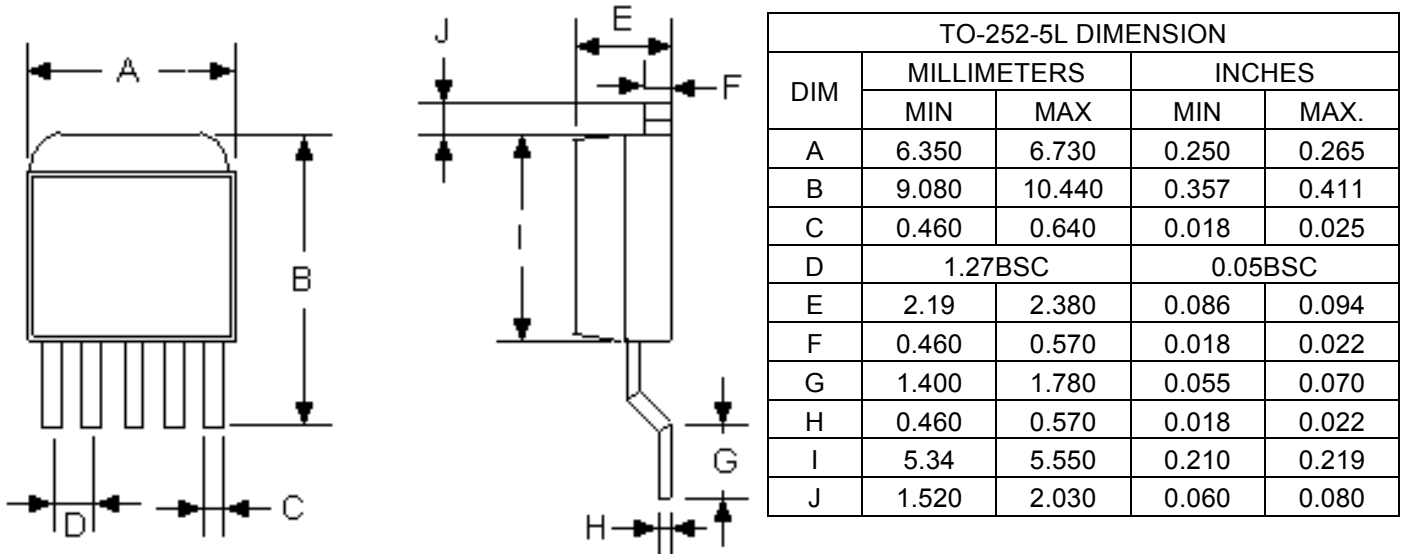 A
B
C
D
J
E
F
I
G
H
TO-252-5L DIMENSION
DIM MILLIMETERS INCHES
MIN MAX MIN MAX.
A 6.350 6.730 0.250 0.265
B 9.080 10.440 0.357 0.411
C 0.460 0.640 0.018 0.025
D 1.27BSC 0.05BSC
E 2.19 2.380 0.086 0.094
F 0.460 0.570 0.018 0.022
G 1.400 1.780 0.055 0.070
H 0.460 0.570 0.018 0.022
I 5.34 5.550 0.210 0.219
J 1.520 2.030 0.060 0.080